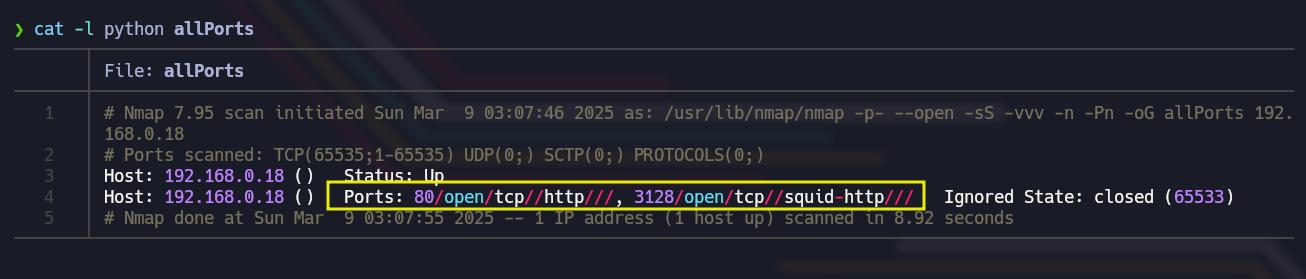 ❯ cat -l python allPorts
File: allPorts
1 # Nmap 7.95 scan initiated Sun Mar  9 03:07:46 2025 as: /usr/lib/nmap/nmap -p- --open -sS -vvv -n -Pn -oG allPorts 192.
168.0.18
2 # Ports scanned: TCP(65535;1-65535) UDP(0;) SCTP(0;) PROTOCOLS(0;)
3 Host: 192.168.0.18 ()   Status: Up
4 Host: 192.168.0.18 ()   Ports: 80/open/tcp//http///, 3128/open/tcp//squid-http///   Ignored State: closed (65533)
5 # Nmap done at Sun Mar  9 03:07:55 2025 -- 1 IP address (1 host up) scanned in 8.92 seconds